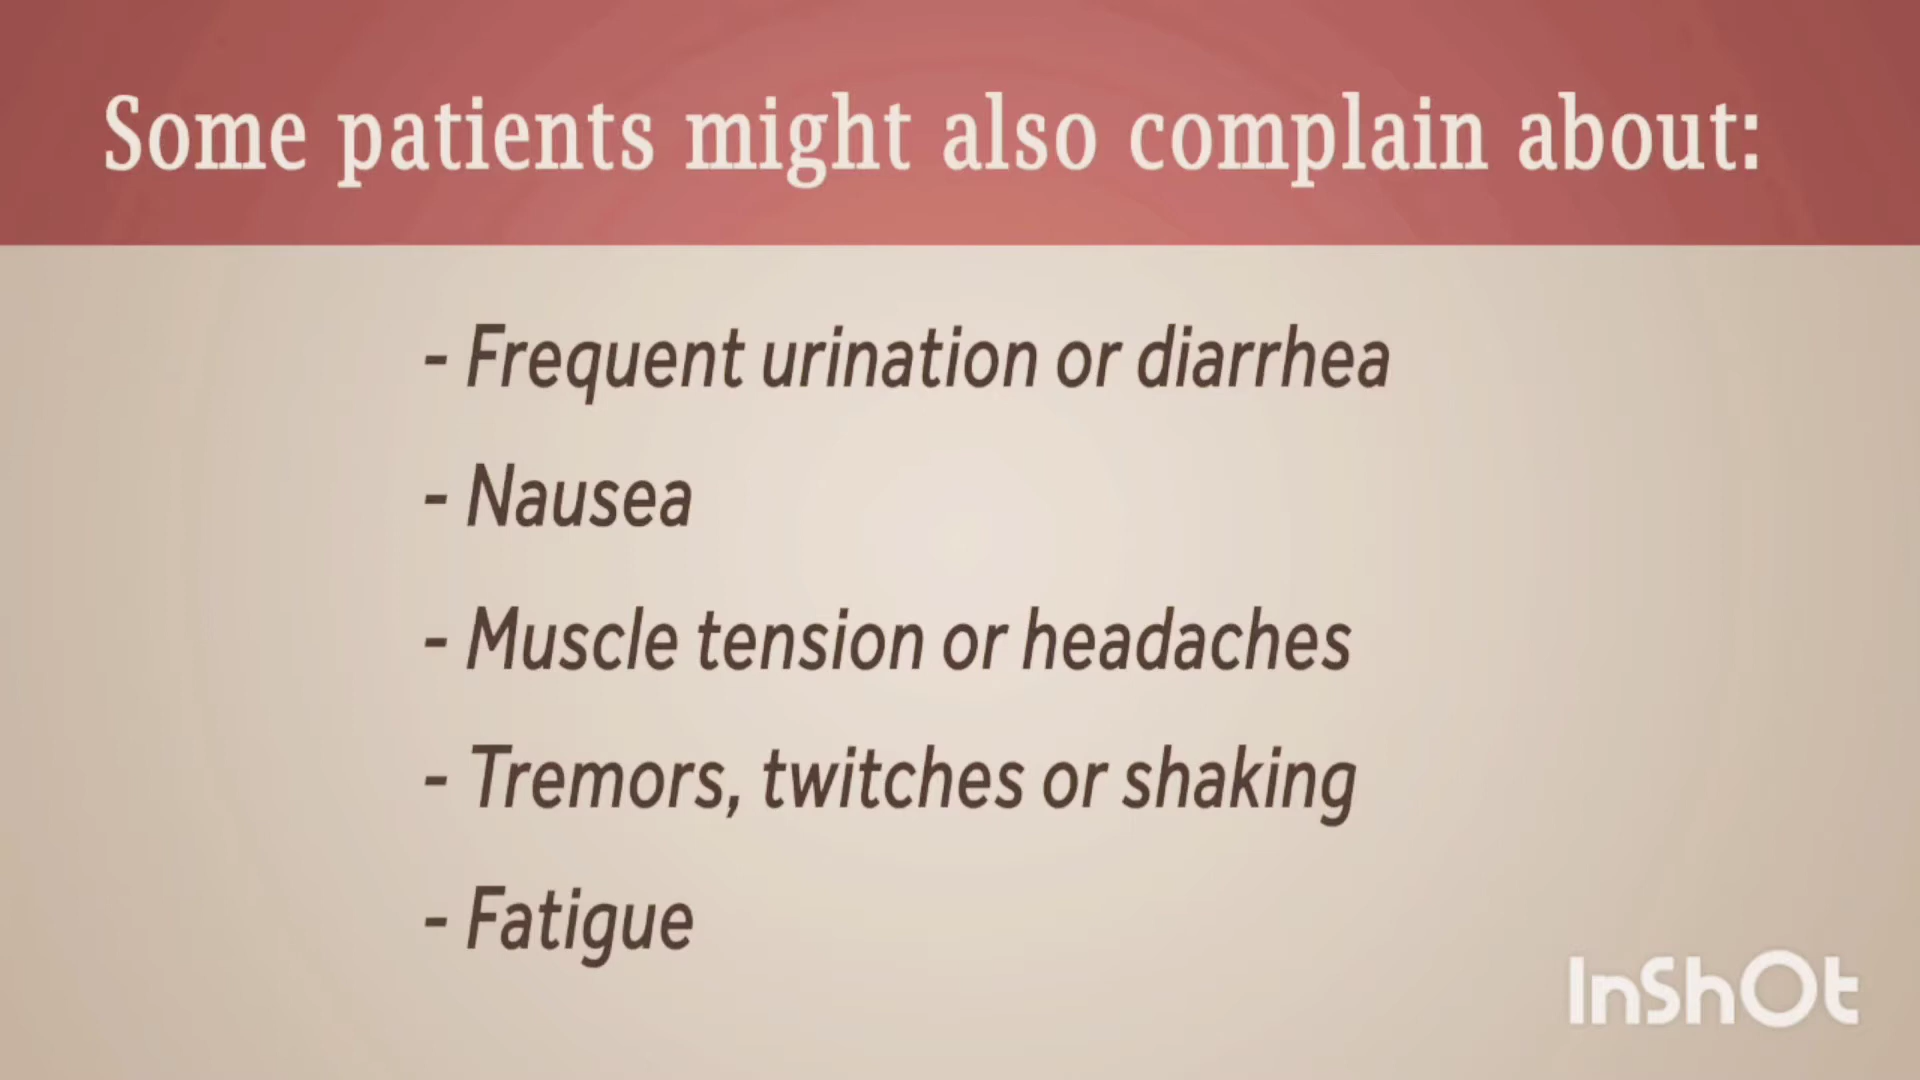 Some patients might also complain about:
- Frequent urination or diarrhea
- Nausea
- Muscle tension or headaches
- Tremors, twitches or shaking
- Fatigue
InShOt